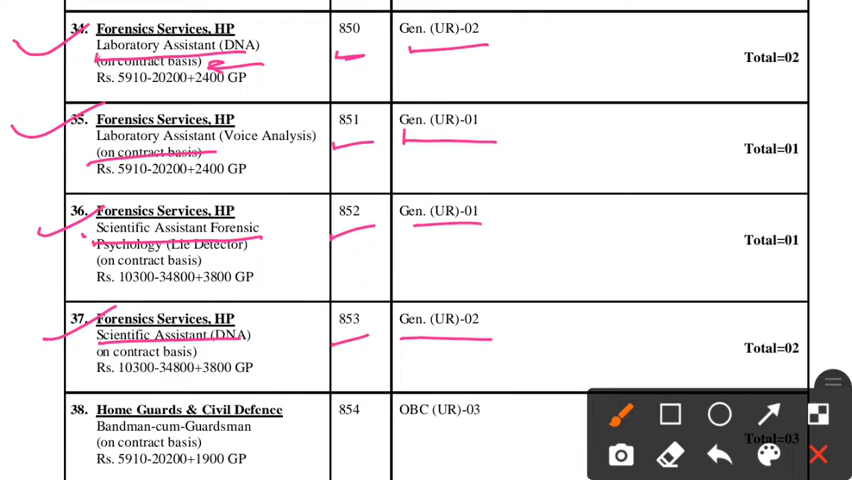 34. Forensics Services, HP 850 Gen. (UR)-02
Laboratory Assistant (DNA)
(on contract basis) Total=02
Rs. 5910-20200+2400 GP
35. Forensics Services, HP 851 Gen. (UR)-01
Laboratory Assistant (Voice Analysis)
(on contract basis) Total=01
Rs. 5910-20200+2400 GP
36. Forensics Services, HP 852 Gen. (UR)-01
Scientific Assistant Forensic
Psychology (Lie Detector) Total=01
(on contract basis)
Rs. 10300-34800+3800 GP
37. Forensics Services, HP 853 Gen. (UR)-02
Scientific Assistant (DNA)
on contract basis) Total=02
Rs. 10300-34800+3800 GP
38. Home Guards & Civil Defence 854 OBC (UR)-03
Bandman-cum-Guardsman
(on contract basis) Total=03
Rs. 5910-20200+1900 GP